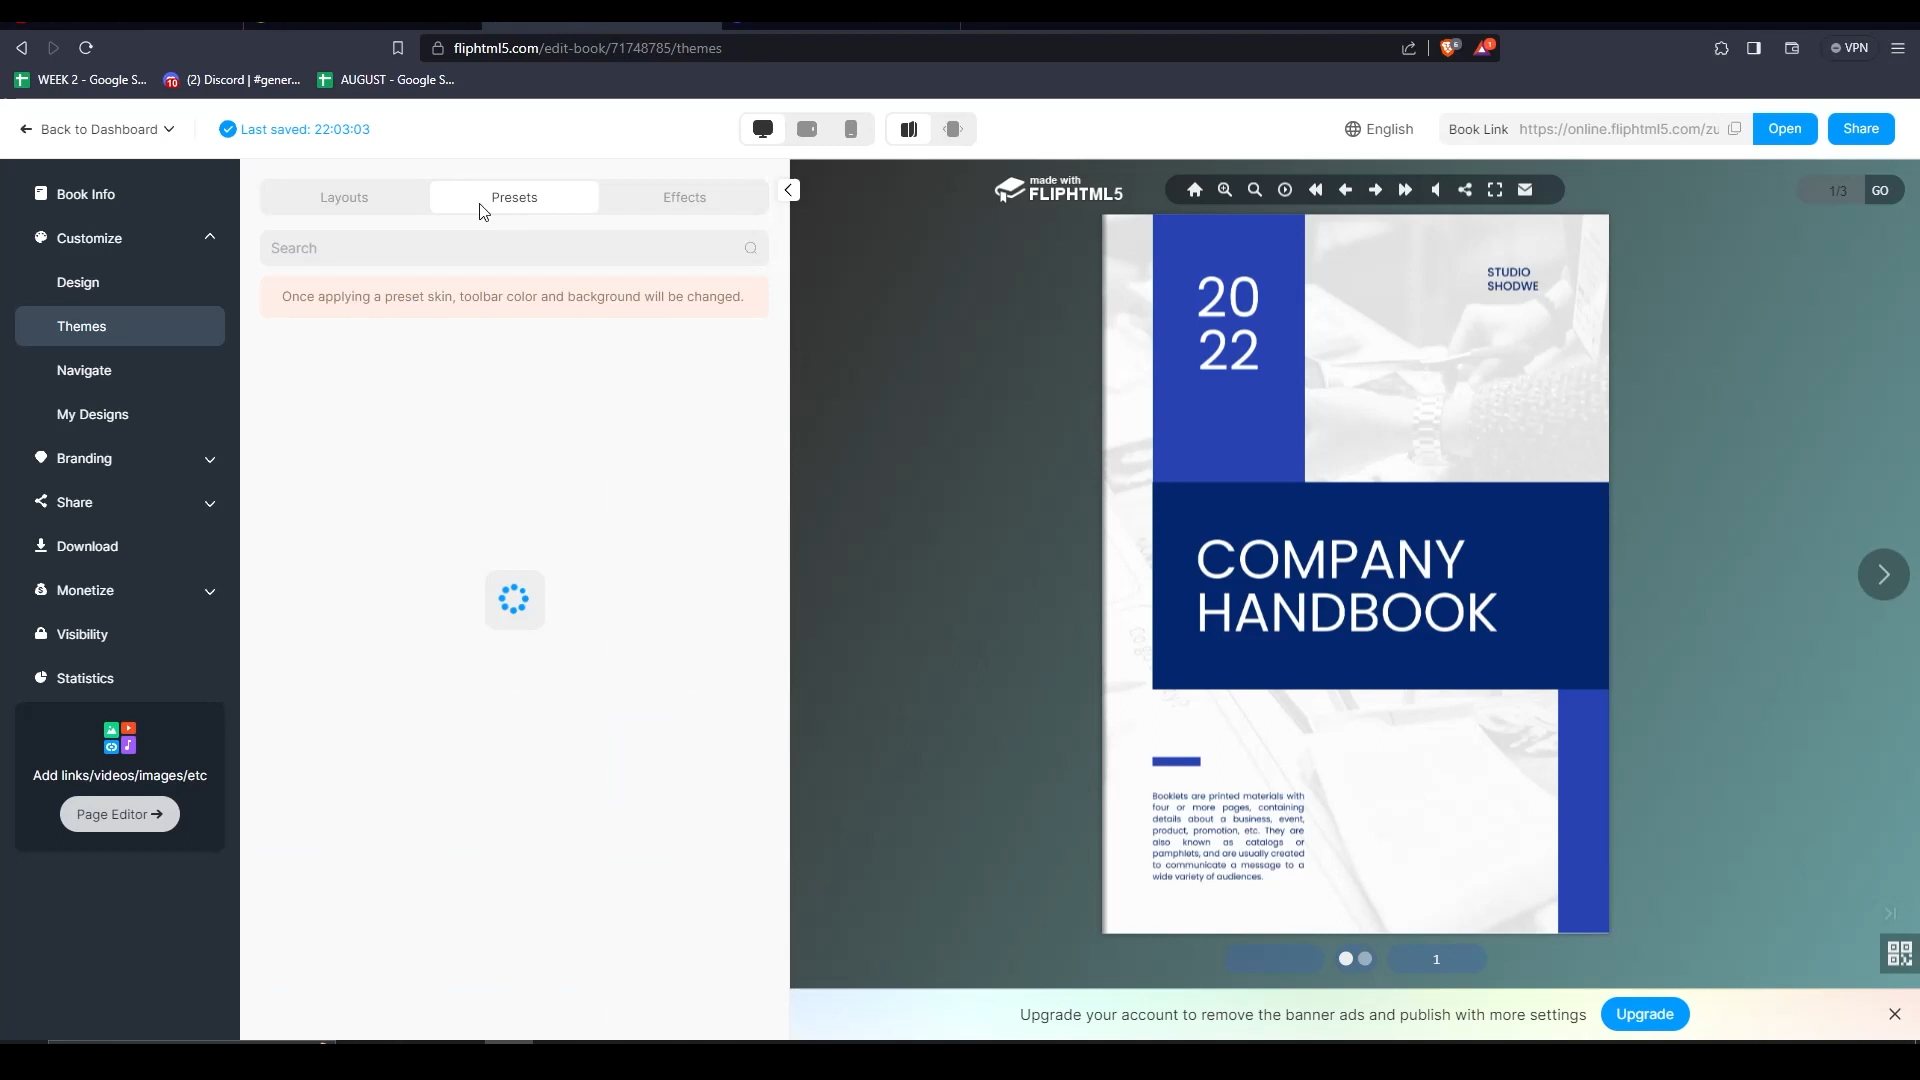 fliphtml5.com/edit-book/71748785/themes
6
1
VPN
WEEK 2 - Google S...
10
(2) Discord | #gener...
AUGUST - Google S...
Back to Dashboard
Last saved: 22:03:03
English
Book Link
https://online.fliphtml5.com/zu
Open
Share
Book Info
Customize
Design
Themes
Navigate
My Designs
Branding
Share
Download
Monetize
Visibility
Statistics
Add links/videos/images/etc
Page Editor
Layouts
Presets
Effects
Search
Once applying a preset skin, toolbar color and background will be changed.
made with
FLIPHTML5
1/3
GO
20
22
STUDIO
SHODWE
COMPANY
HANDBOOK
Booklets are printed materials with
four or more pages, containing
details about a business, event,
product, promotion, etc. They are
also known as catalogs or
pamphlets, and are usually created
to communicate a message to a
wide variety of audiences.
1
Upgrade your account to remove the banner ads and publish with more settings
Upgrade